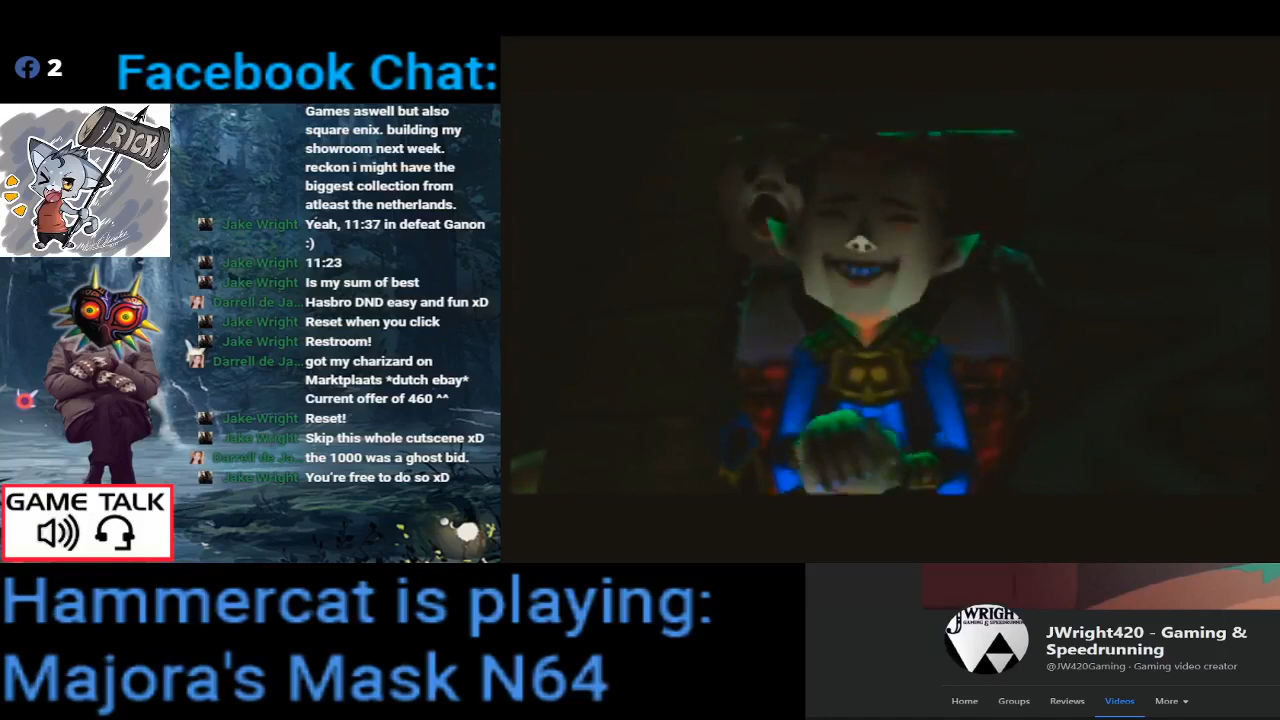 2
Facebook Chat:
RICK
Games aswell but also
square enix. building my
showroom next week.
reckon i might have the
biggest collection from
atleast the netherlands.
Jake Wright Yeah, 11:37 in defeat Ganon
:)
Jake Wright 11:23
Jake Wright Is my sum of best
Darrell de Ja... Hasbro DND easy and fun xD
Jake Wright Reset when you click
Jake Wright Restroom!
Darrell de Ja... got my charizard on
Marktplaats *dutch ebay*
Current offer of 460 ^^
Jake Wright Reset!
Jake Wright Skip this whole cutscene xD
Darrell de Ja... the 1000 was a ghost bid.
Jake Wright You're free to do so xD
GAME TALK
Hammercat is playing:
Majora's Mask N64
JWRIGHT
GAMING & SPEEDRUNNING
JWright420 - Gaming &
Speedrunning
@JW420Gaming · Gaming video creator
Home Groups Reviews Videos More